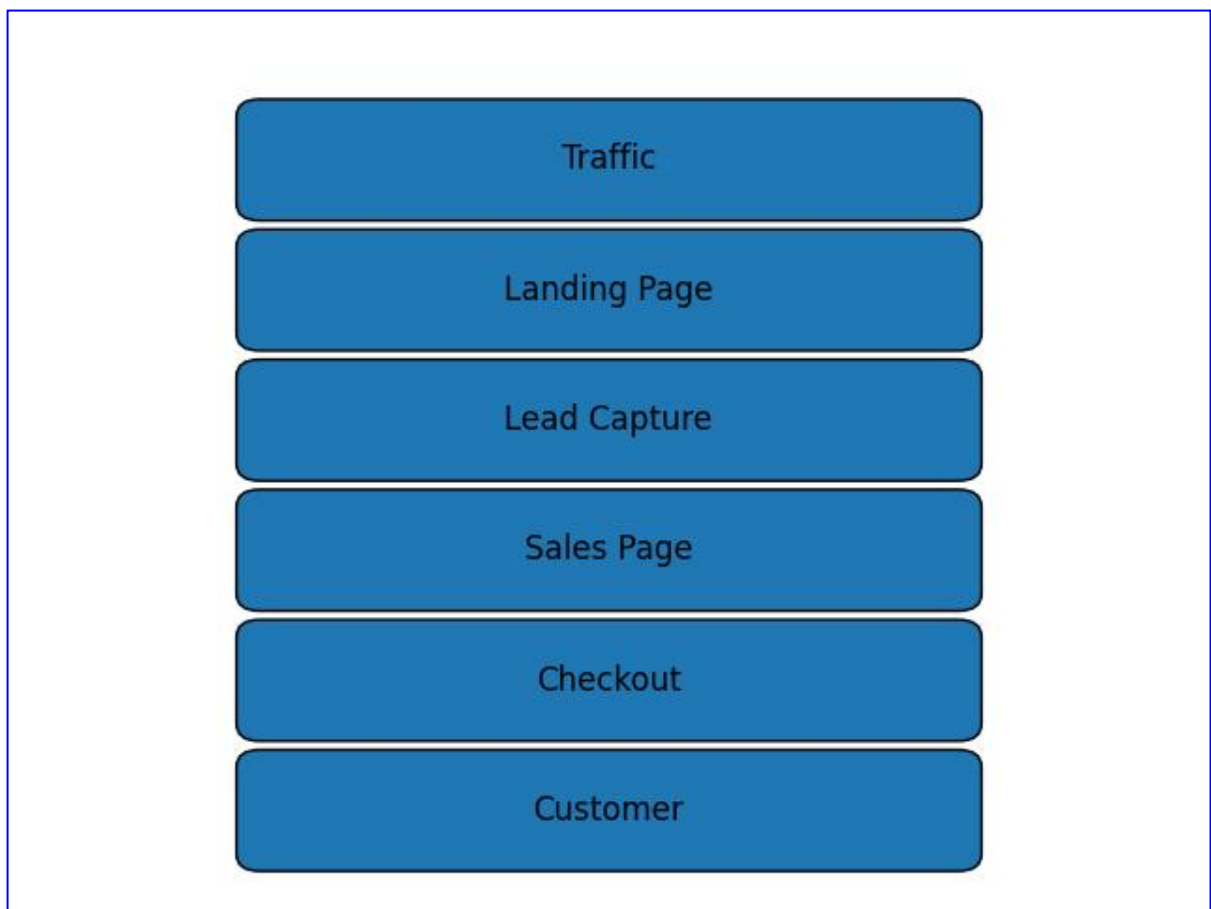 Traffic
Landing Page
Lead Capture
Sales Page
Checkout
Customer